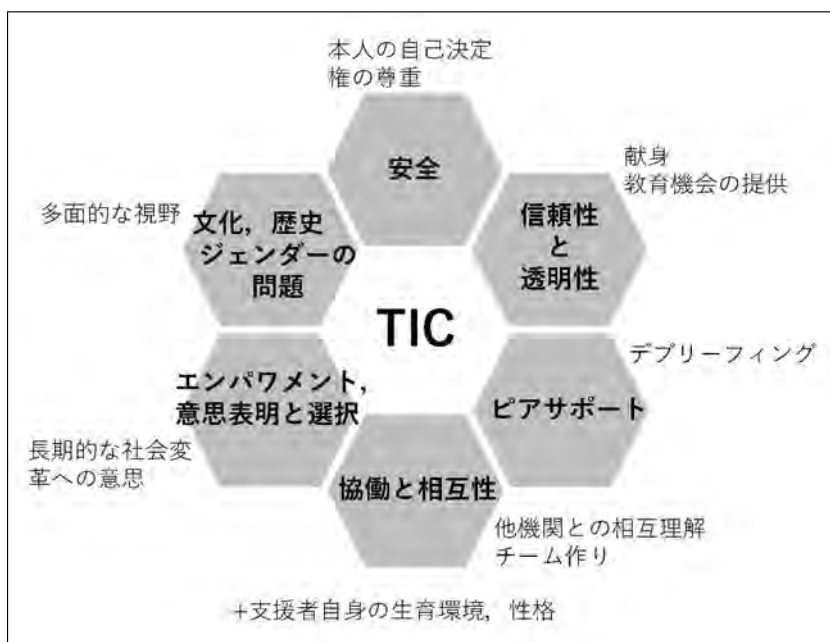 本人の自己決定
権の尊重
安全
献身
教育機会の提供
信頼性
と
透明性
多面的な視野
文化，歴史
ジェンダーの
問題
TIC
デブリーフィング
ピアサポート
エンパワメント，
意思表明と選択
長期的な社会変
革への意思
協働と相互性
他機関との相互理解
チーム作り
+支援者自身の生育環境，性格